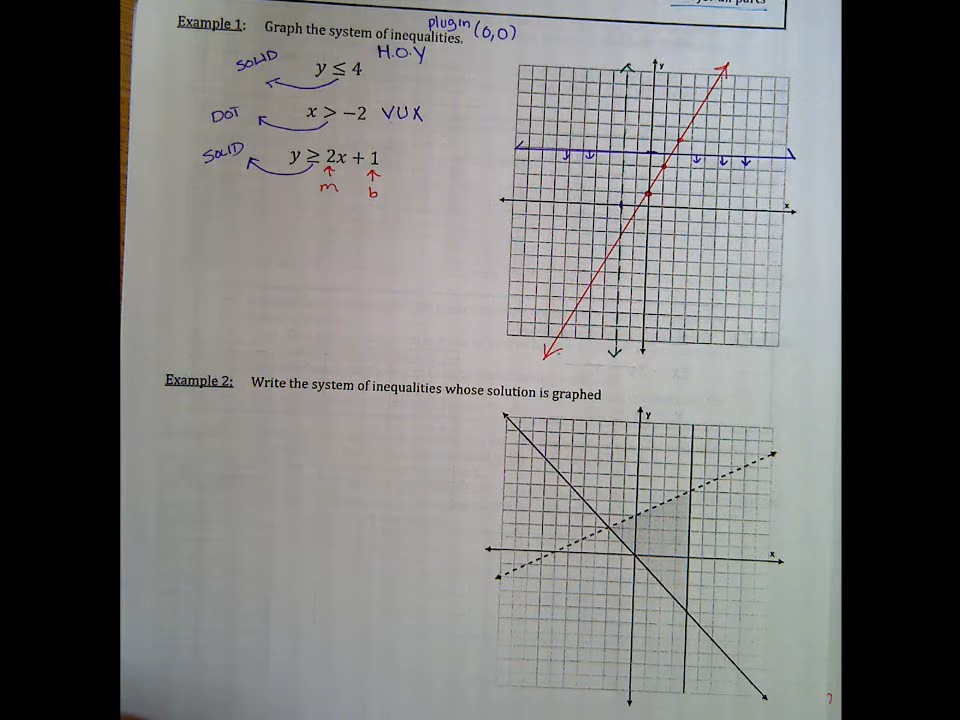 Example 1: Graph the system of inequalities.
plugin (0,0)
H.O.Y
SOLID
y ≤ 4
DOT
x > −2 VUX
SOLID
y ≥ 2x + 1
m
b
y
x
Example 2: Write the system of inequalities whose solution is graphed
y
x